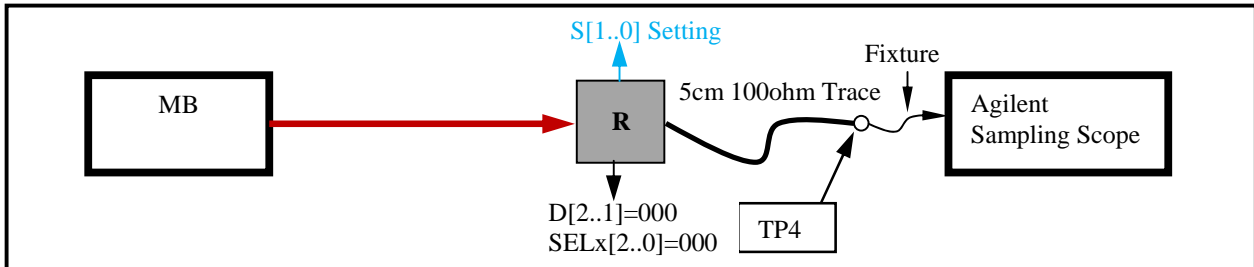 S[1..0] Setting
Fixture
MB
5cm 100ohm Trace
Agilent
Sampling Scope
R
D[2..1]=000
SELx[2..0]=000
TP4